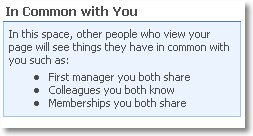 In Common with You
In this space, other people who view your
page will see things they have in common with
you such as:
● First manager you both share
● Colleagues you both know
● Memberships you both share